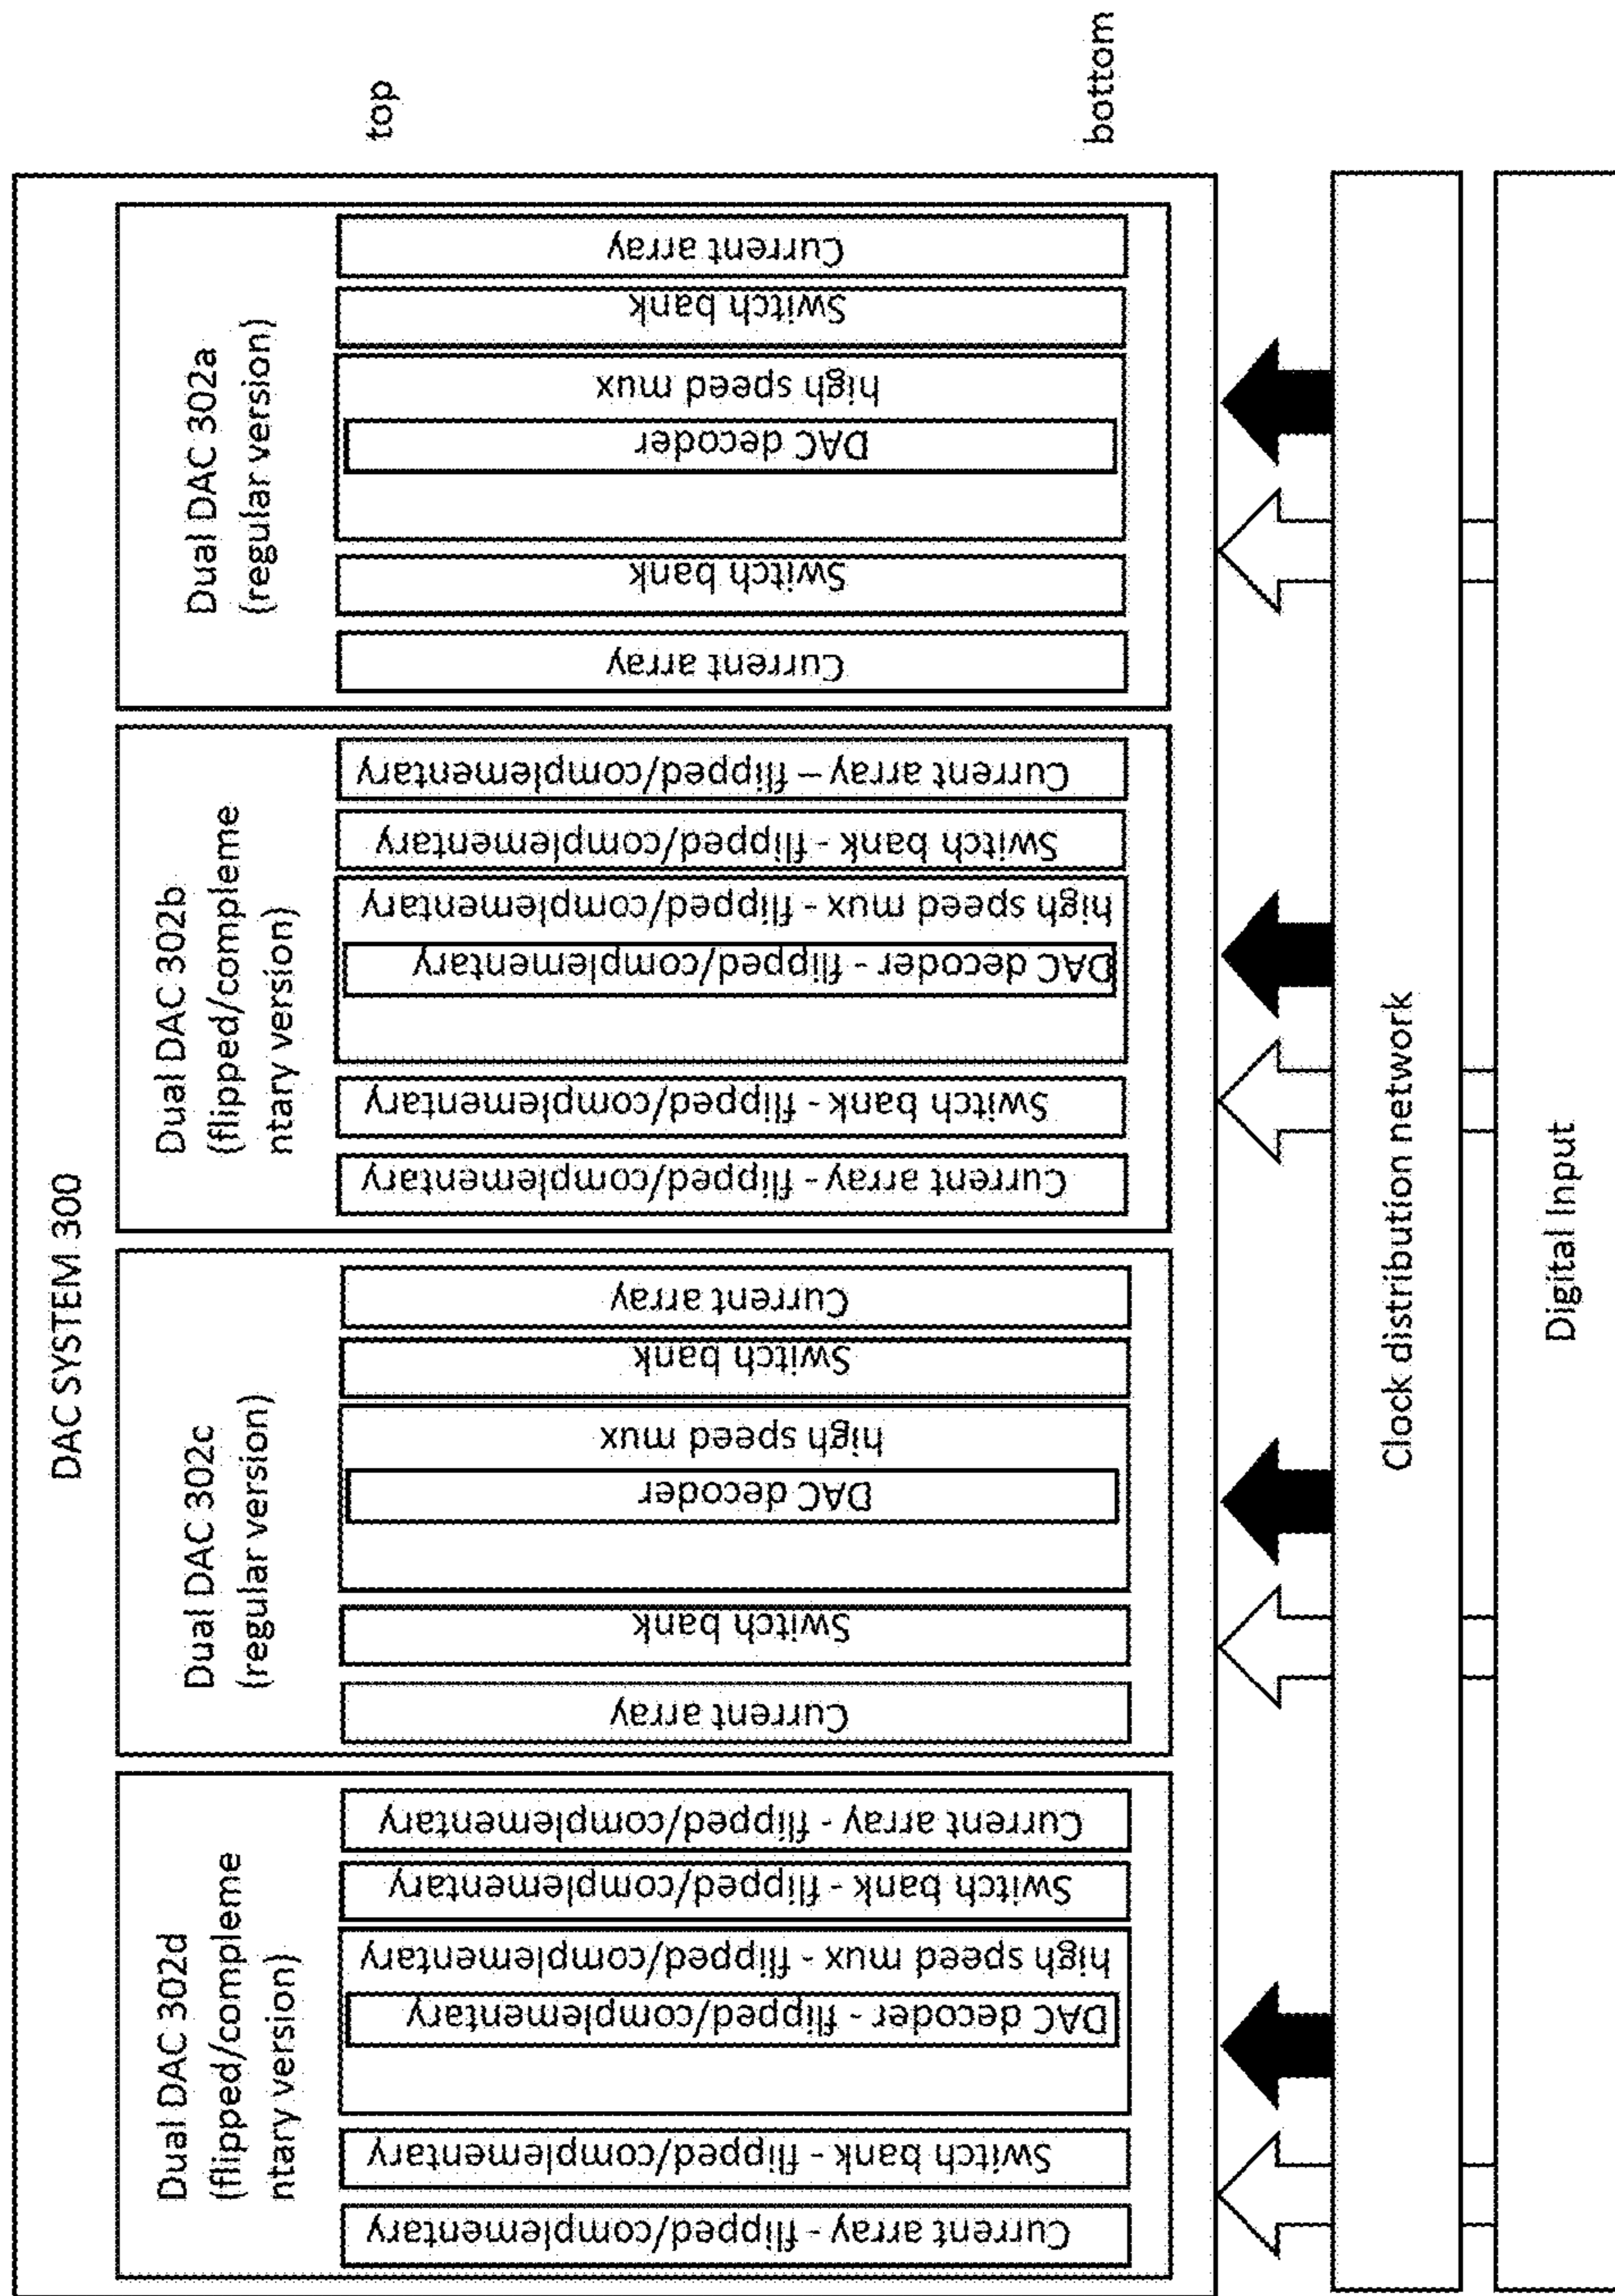 DAC SYSTEM 300
Dual DAC 302d
(flipped/compleme
ntary version)
Current array - flipped/complementary
Switch bank - flipped/complementary
DAC decoder - flipped/complementary
high speed mux - flipped/complementary
Switch bank - flipped/complementary
Current array - flipped/complementary
Dual DAC 302c
(regular version)
Current array
Switch bank
DAC decoder
high speed mux
Switch bank
Current array
Dual DAC 302b
(flipped/compleme
ntary version)
Current array - flipped/complementary
Switch bank - flipped/complementary
DAC decoder - flipped/complementary
high speed mux - flipped/complementary
Switch bank - flipped/complementary
Current array – flipped/complementary
Dual DAC 302a
(regular version)
Current array
Switch bank
DAC decoder
high speed mux
Switch bank
Current array
top
bottom
Clock distribution network
Digital Input